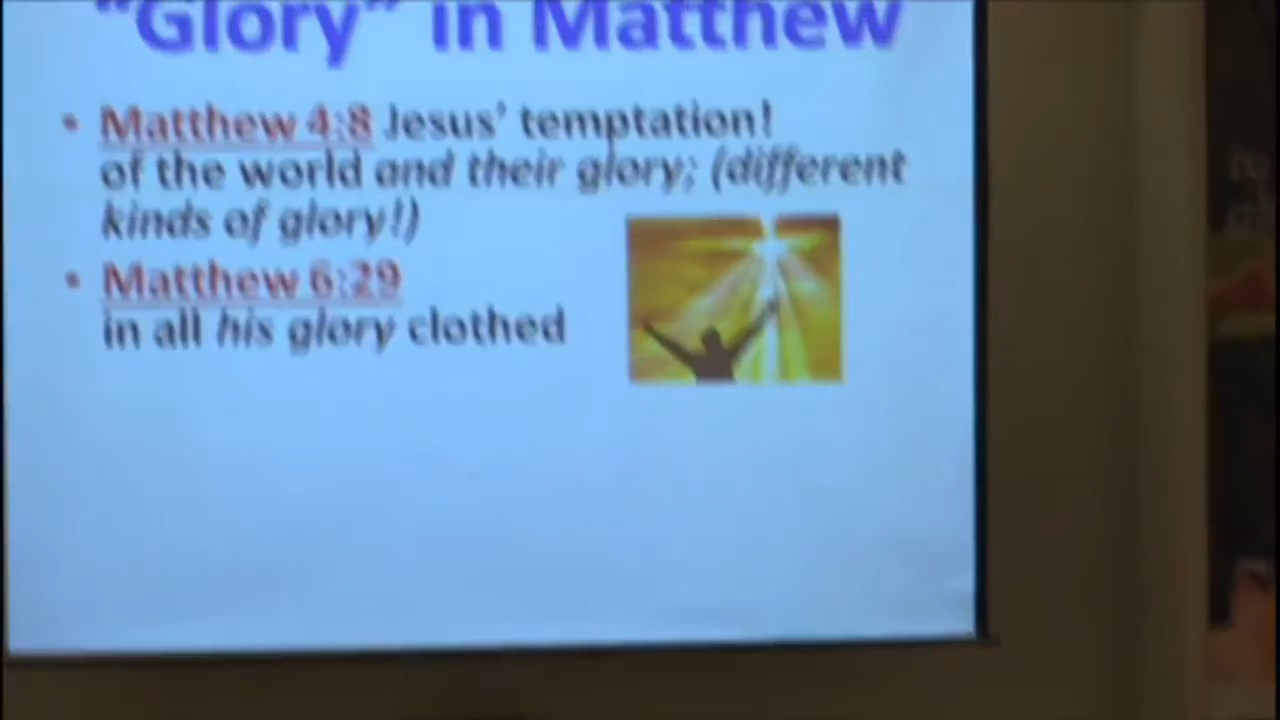 "Glory" in Matthew
• Matthew 4:8 Jesus' temptation!
of the world and their glory; (different
kinds of glory!)
• Matthew 6:29
in all his glory clothed